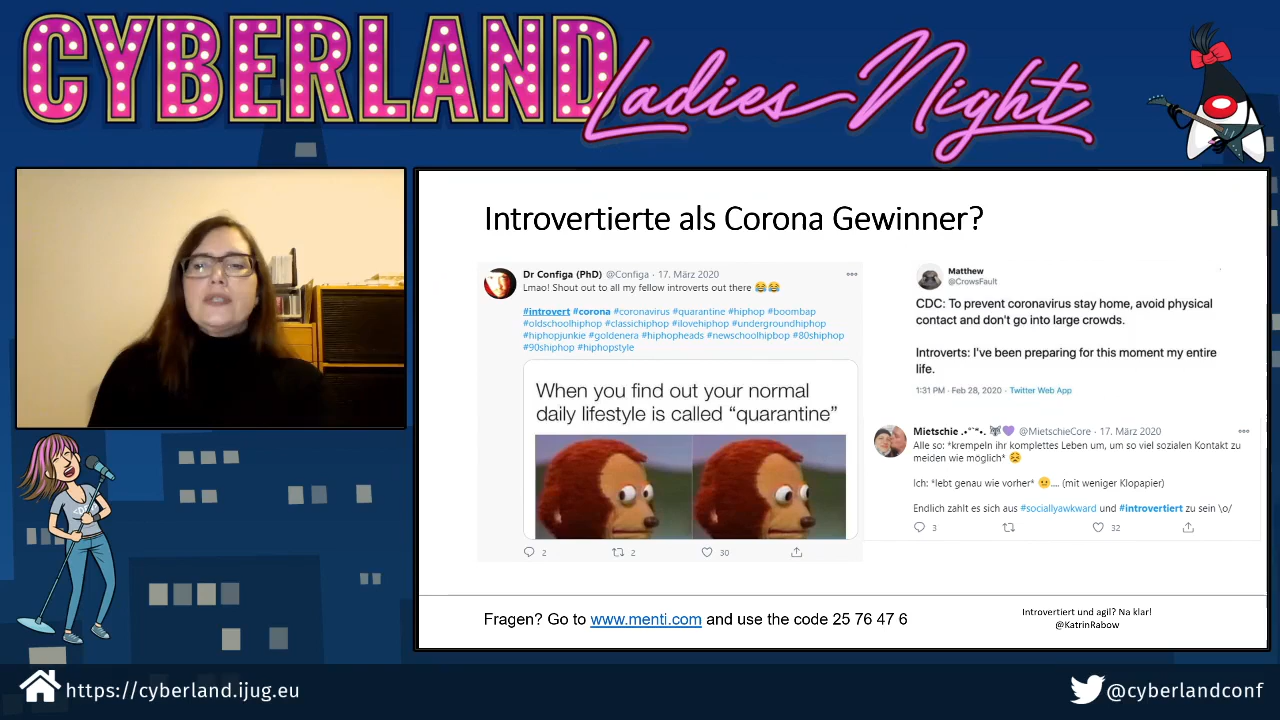 CYBERLAND Ladies Night
Introvertierte als Corona Gewinner?
Dr Configa (PhD) @Configa · 17. März 2020
Lmao! Shout out to all my fellow introverts out there 😂😂
#introvert #corona #coronavirus #quarantine #hiphop #boombap
#oldschoolhiphop #classichiphop #ilovehiphop #undergroundhiphop
#hiphopjunkie #goldenera #hiphopheads #newschoolhipbop #80shiphop
#90shiphop #hiphopstyle
When you find out your normal
daily lifestyle is called “quarantine”
2 2 30
Matthew
@CrowsFault
CDC: To prevent coronavirus stay home, avoid physical
contact and don't go into large crowds.
Introverts: I've been preparing for this moment my entire
life.
1:31 PM · Feb 28, 2020 · Twitter Web App
Mietschie .•°¨*•. 🐺💜 @MietschieCore · 17. März 2020
Alle so: *krempeln ihr komplettes Leben um, um so viel sozialen Kontakt zu
meiden wie möglich* 😣
Ich: *lebt genau wie vorher* 😐.... (mit weniger Klopapier)
Endlich zahlt es sich aus #sociallyawkward und #introvertiert zu sein \o/
3 32
Fragen? Go to www.menti.com and use the code 25 76 47 6
Introvertiert und agil? Na klar!
@KatrinRabow
https://cyberland.ijug.eu
@cyberlandconf